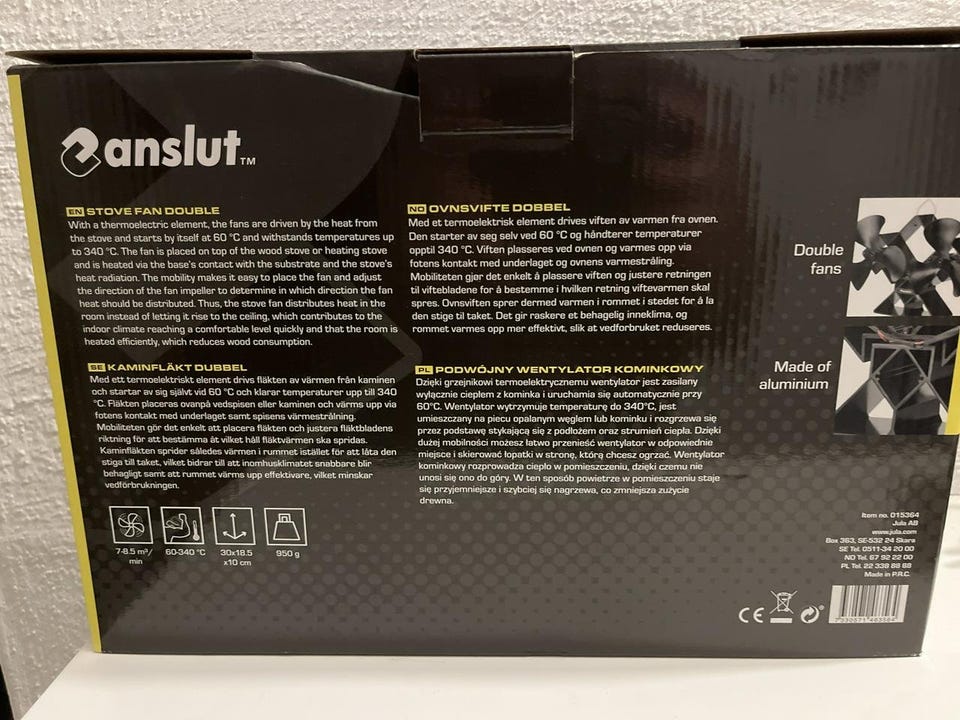 anslut™
EN STOVE FAN DOUBLE
With a thermoelectric element, the fans are driven by the heat from
the stove and starts by itself at 60 °C and withstands temperatures up
to 340 °C. The fan is placed on top of the wood stove or heating stove
and is heated via the base's contact with the substrate and the stove's
heat radiation. The mobility makes it easy to place the fan and adjust
the direction of the fan impeller to determine in which direction the fan
heat should be distributed. Thus, the stove fan distributes heat in the
room instead of letting it rise to the ceiling, which contributes to the
indoor climate reaching a comfortable level quickly and that the room is
heated efficiently, which reduces wood consumption.
SE KAMINFLÄKT DUBBEL
Med ett termoelektriskt element drivs fläkten av värmen från kaminen
och startar av sig självt vid 60 °C och klarar temperaturer upp till 340
°C. Fläkten placeras ovanpå vedspisen eller kaminen och värms upp via
fotens kontakt med underlaget samt spisens värmestrålning.
Mobiliteten gör det enkelt att placera fläkten och justera fläktbladens
riktning för att bestämma åt vilket håll fläktvärmen ska spridas.
Kaminfläkten sprider således värmen i rummet istället för att låta den
stiga till taket, vilket bidrar till att inomhusklimatet snabbare blir
behagligt samt att rummet värms upp effektivare, vilket minskar
vedförbrukningen.
7-8.5 m³/
min
60-340 °C
30x18.5
x10 cm
950 g
NO OVNSVIFTE DOBBEL
Med et termoelektrisk element drives viften av varmen fra ovnen.
Den starter av seg selv ved 60 °C og håndterer temperaturer
opptil 340 °C. Viften plasseres ved ovnen og varmes opp via
fotens kontakt med underlaget og ovnens varmestråling.
Mobiliteten gjør det enkelt å plassere viften og justere retningen
til viftebladene for å bestemme i hvilken retning viftevarmen skal
spres. Ovnsviften sprer dermed varmen i rommet i stedet for å la
den stige til taket. Det gir raskere et behagelig inneklima, og
rommet varmes opp mer effektivt, slik at vedforbruket reduseres.
PL PODWÓJNY WENTYLATOR KOMINKOWY
Dzięki grzejnikowi termoelektrycznemu wentylator jest zasilany
wyłącznie ciepłem z kominka i uruchamia się automatycznie przy
60°C. Wentylator wytrzymuje temperaturę do 340°C, jest
umieszczany na piecu opalanym węglem lub kominku i rozgrzewa się
przez podstawę stykającą się z podłożem oraz strumień ciepła. Dzięki
dużej mobilności możesz łatwo przenieść wentylator w odpowiednie
miejsce i skierować łopatki w stronę, którą chcesz ogrzać. Wentylator
kominkowy rozprowadza ciepło w pomieszczeniu, dzięki czemu nie
unosi się ono do góry. W ten sposób powietrze w pomieszczeniu staje
się przyjemniejsze i szybciej się nagrzewa, co zmniejsza zużycie
drewna.
Double
fans
Made of
aluminium
Item no. 015364
Jula AB
www.jula.com
Box 363, SE-532 24 Skara
SE Tel. 0511-34 20 00
NO Tel. 67 92 22 00
PL Tel. 22 338 88 88
Made in P.R.C.
CE